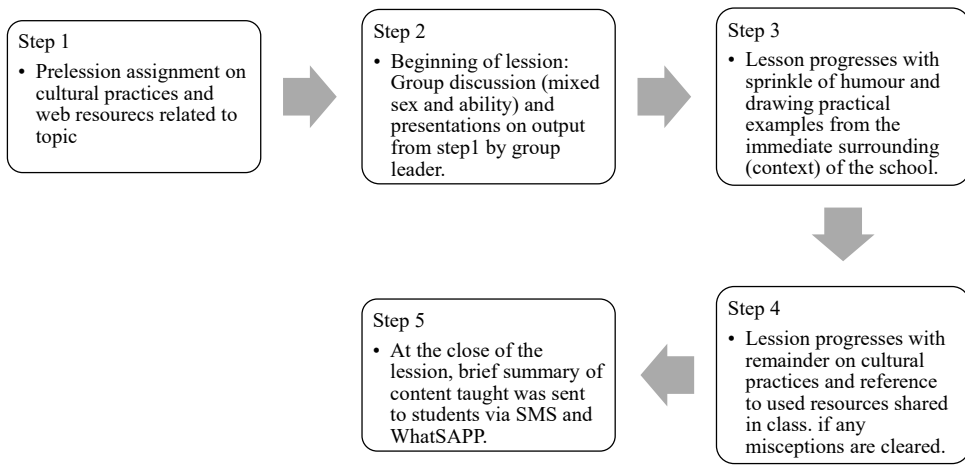 Step 1
• Prelession assignment on
cultural practices and
web resourecs related to
topic
Step 2
• Beginning of lession:
Group discussion (mixed
sex and ability) and
presentations on output
from step1 by group
leader.
Step 3
• Lesson progresses with
sprinkle of humour and
drawing practical
examples from the
immediate surrounding
(context) of the school.
Step 4
• Lession progresses with
remainder on cultural
practices and reference
to used resources shared
in class. if any
misceptions are cleared.
Step 5
• At the close of the
lession, brief summary of
content taught was sent
to students via SMS and
WhatSAPP.